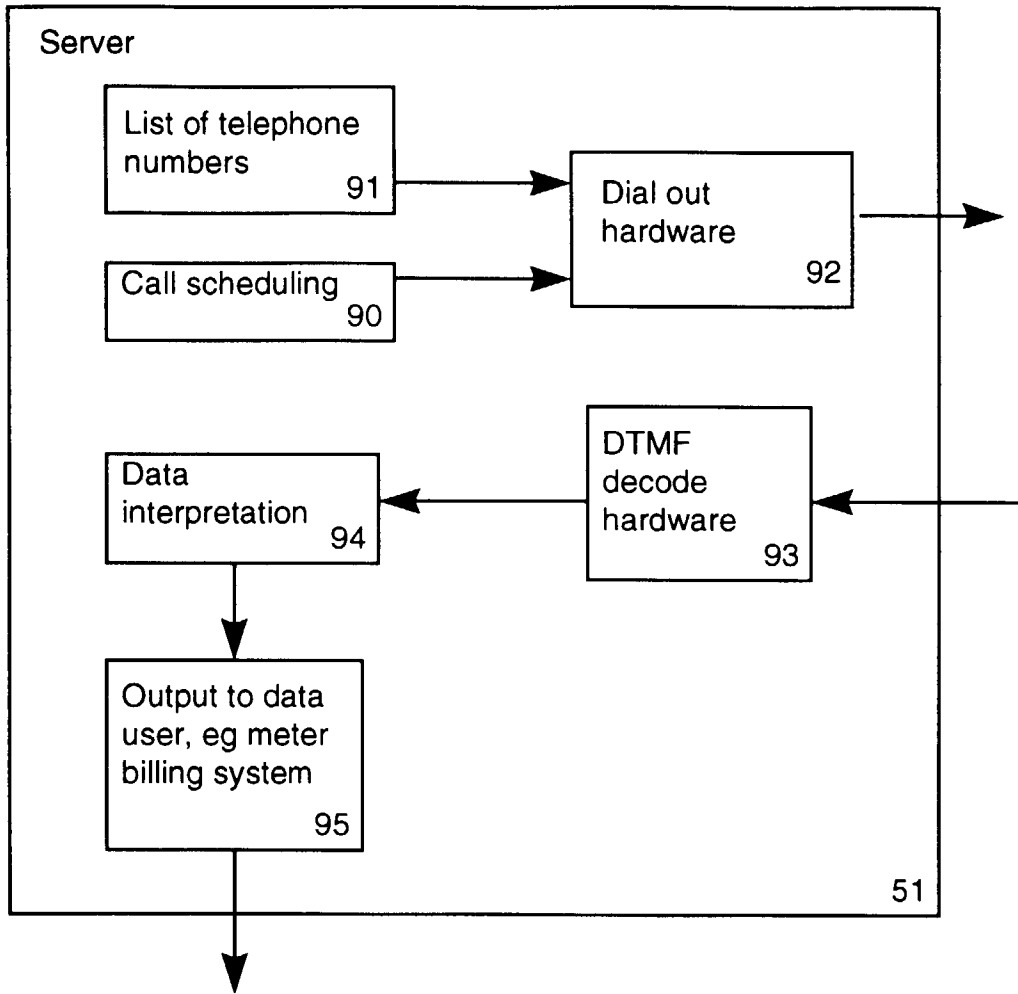 Server
List of telephone
numbers
91
Call scheduling
90
Dial out
hardware
92
DTMF
decode
hardware
93
Data
interpretation
94
Output to data
user, eg meter
billing system
95
51